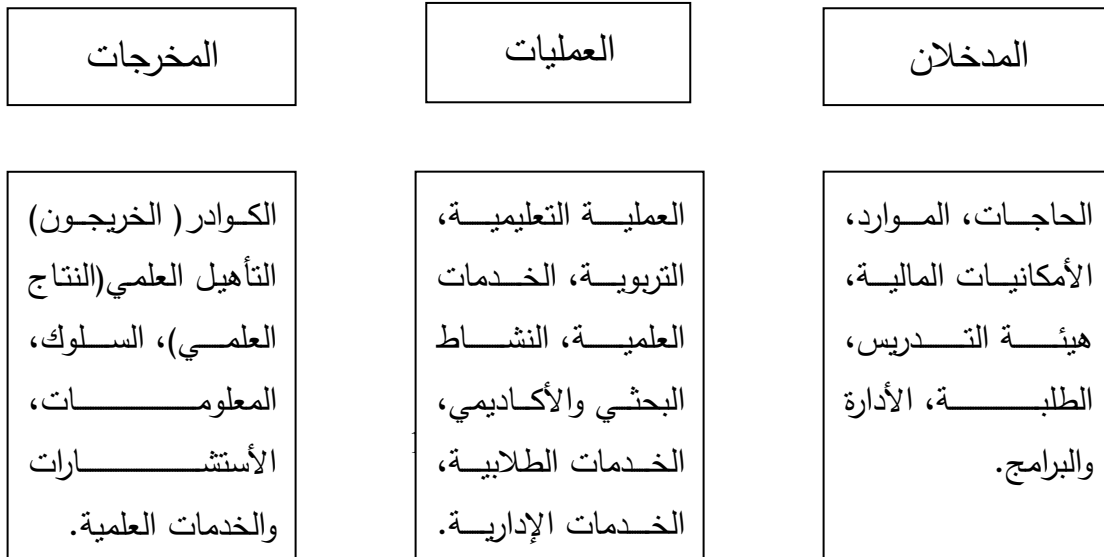 المدخلان
العمليات
المخرجات
الحاجات، الموارد،
الأمكانيات المالية،
هيئة التدريس،
الطلبة، الأدارة
والبرامج.
العملية التعليمية،
التربوية، الخدمات
العلمية، النشاط
البحثي والأكاديمي،
الخدمات الطلابية،
الخدمات الإدارية.
الكوادر ( الخريجون)
التأهيل العلمي(النتاج
العلمي)، السلوك،
المعلومات،
الأستشارات
والخدمات العلمية.